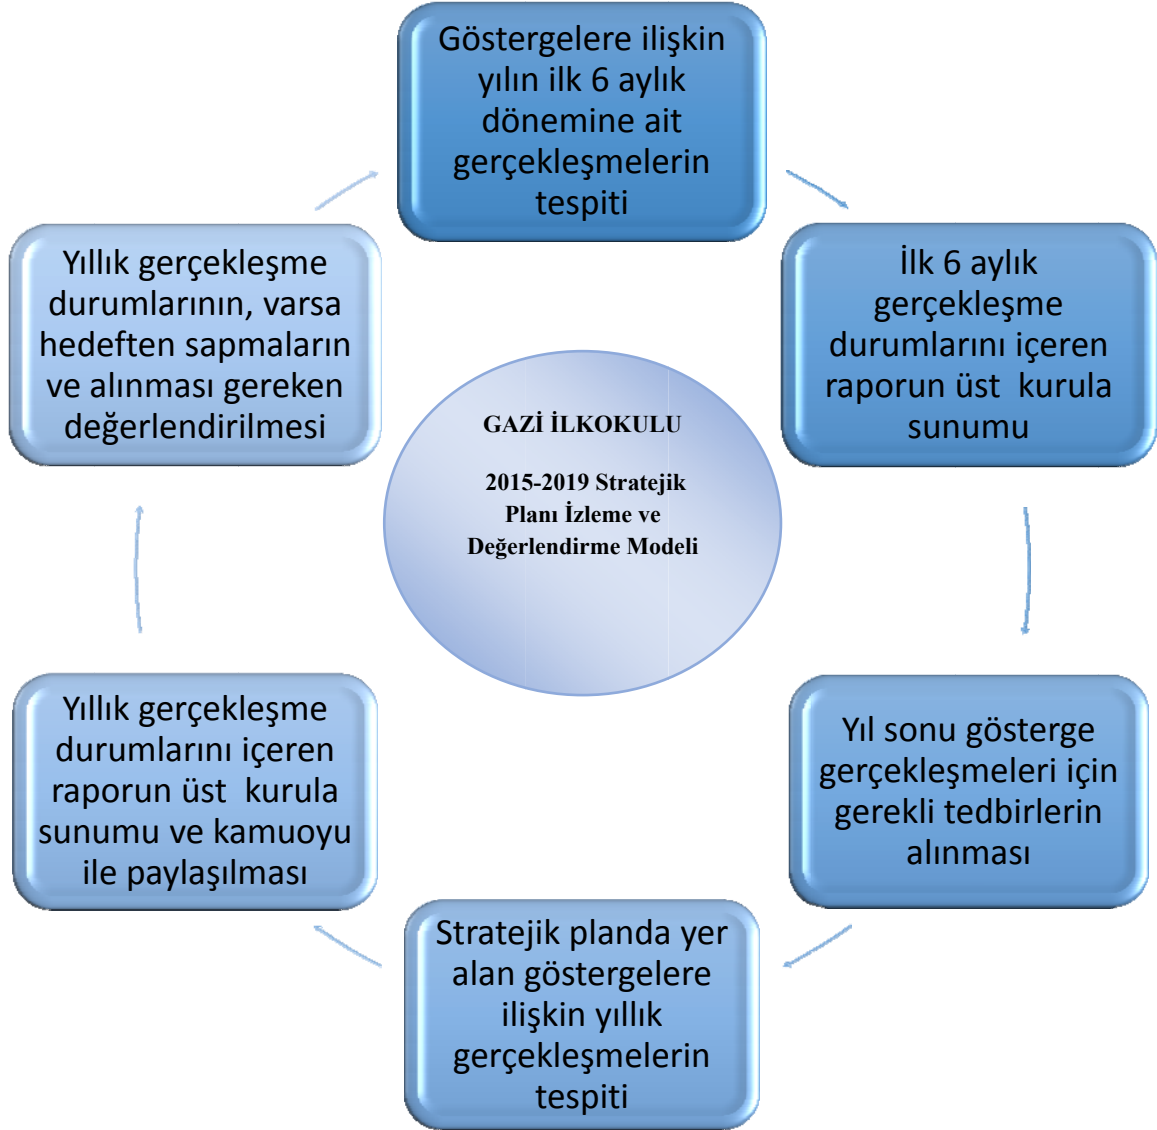 Göstergelere ilişkin
yılın ilk 6 aylık
dönemine ait
gerçekleşmelerin
tespiti
İlk 6 aylık
gerçekleşme
durumlarını içeren
raporun üst  kurula
sunumu
Yıl sonu gösterge
gerçekleşmeleri için
gerekli tedbirlerin
alınması
Stratejik planda yer
alan göstergelere
ilişkin yıllık
gerçekleşmelerin
tespiti
Yıllık gerçekleşme
durumlarını içeren
raporun üst  kurula
sunumu ve kamuoyu
ile paylaşılması
Yıllık gerçekleşme
durumlarının, varsa
hedeften sapmaların
ve alınması gereken
değerlendirilmesi
GAZİ İLKOKULU
2015-2019 Stratejik
Planı İzleme ve
Değerlendirme Modeli